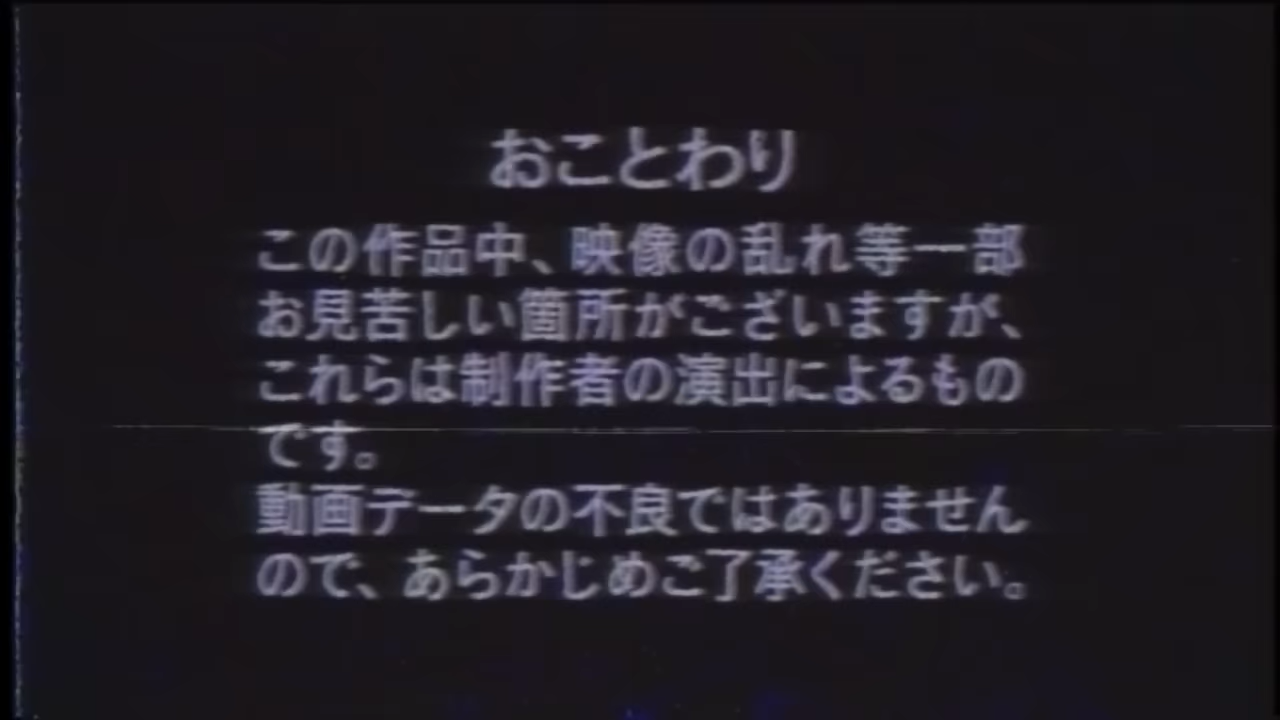 おことわり
この作品中、映像の乱れ等一部
お見苦しい箇所がございますが、
これらは制作者の演出によるもの
です。
動画データの不良ではありません
ので、あらかじめご了承ください。